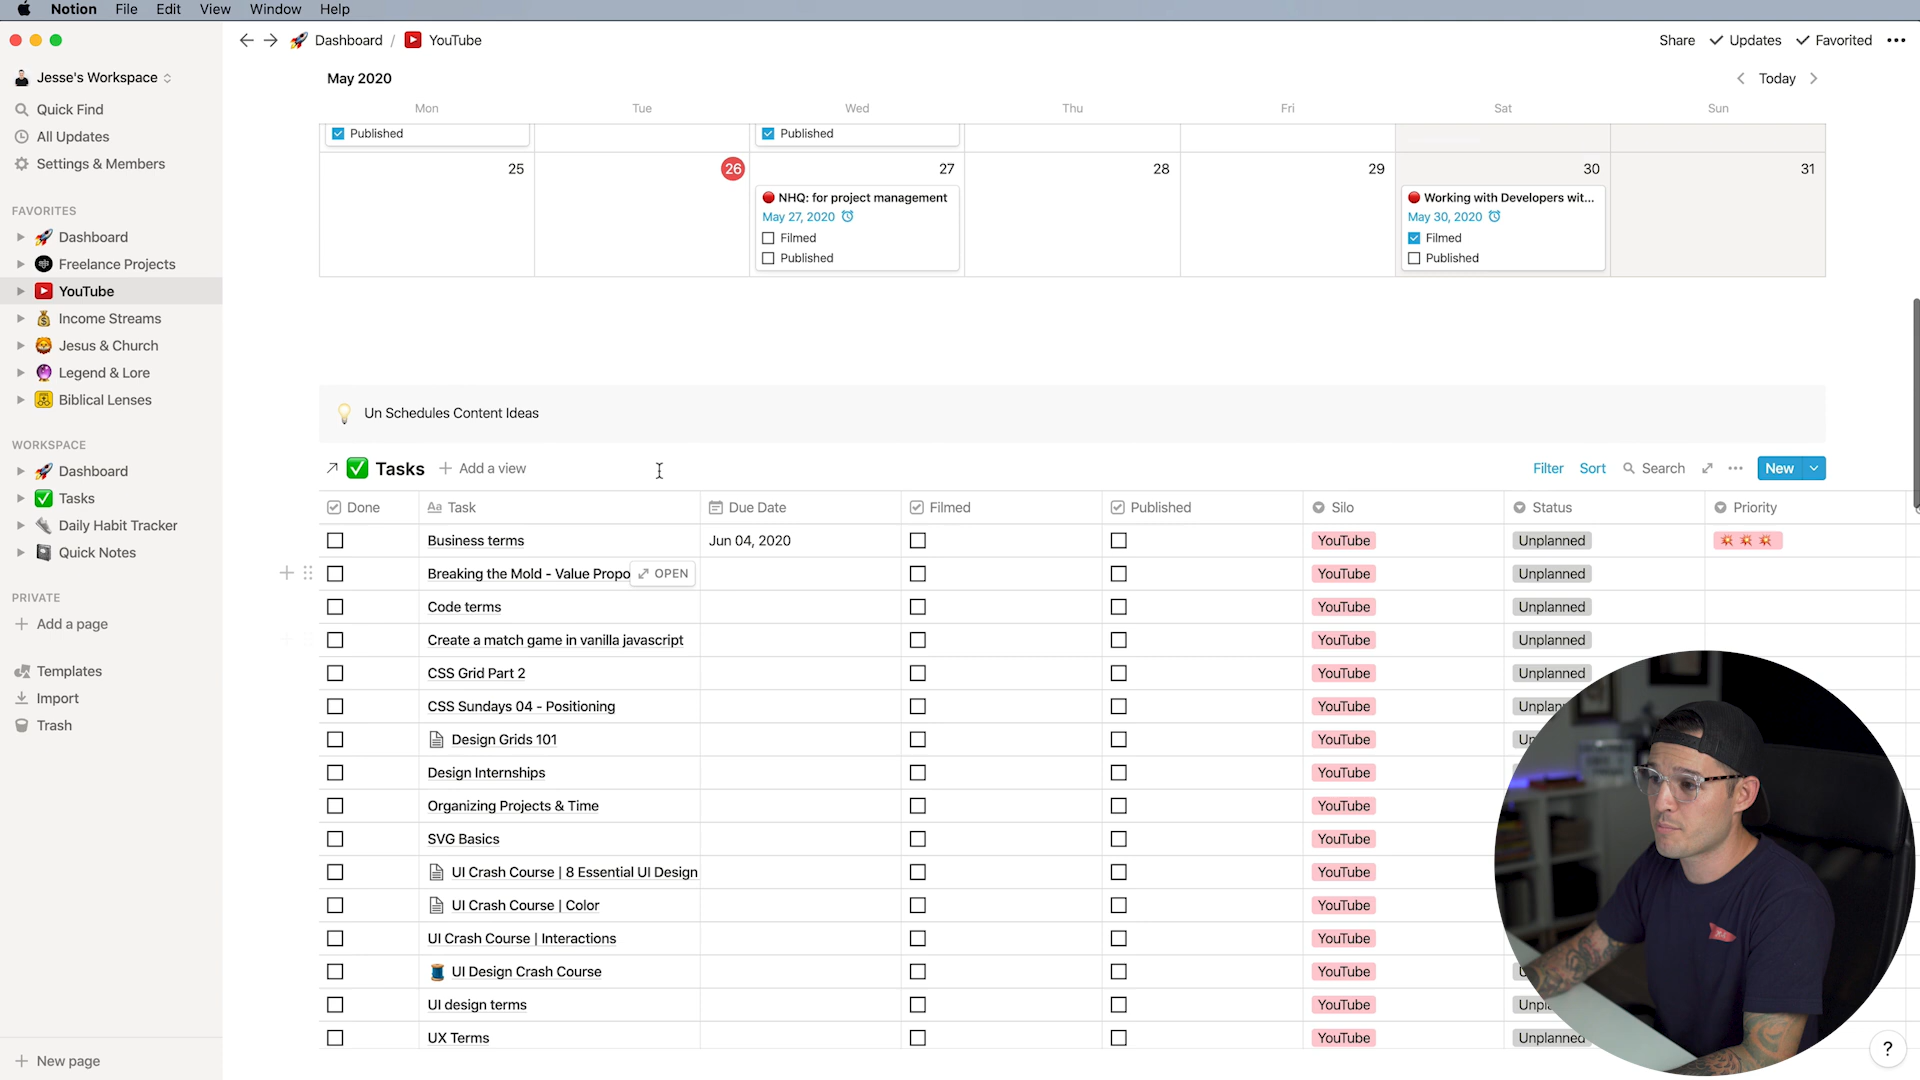 Notion File Edit View Window Help
Dashboard / YouTube
Share Updates Favorited
Jesse's Workspace
Quick Find
All Updates
Settings & Members
FAVORITES
Dashboard
Freelance Projects
YouTube
Income Streams
Jesus & Church
Legend & Lore
Biblical Lenses
WORKSPACE
Dashboard
Tasks
Daily Habit Tracker
Quick Notes
PRIVATE
Add a page
Templates
Import
Trash
New page
May 2020
Today
Mon Tue Wed Thu Fri Sat Sun
Published Published
25 26 27 28 29 30 31
NHQ: for project management
May 27, 2020
Filmed
Published
Working with Developers wit...
May 30, 2020
Filmed
Published
Un Schedules Content Ideas
Tasks + Add a view
Filter Sort Search New
Done Aa Task Due Date Filmed Published Silo Status Priority
Business terms Jun 04, 2020 YouTube Unplanned
Breaking the Mold - Value Propo OPEN YouTube Unplanned
Code terms YouTube Unplanned
Create a match game in vanilla javascript YouTube Unplanned
CSS Grid Part 2 YouTube Unplanned
CSS Sundays 04 - Positioning YouTube
Design Grids 101 YouTube
Design Internships YouTube
Organizing Projects & Time YouTube
SVG Basics YouTube
UI Crash Course | 8 Essential UI Design YouTube
UI Crash Course | Color YouTube
UI Crash Course | Interactions YouTube
UI Design Crash Course YouTube
UI design terms YouTube
UX Terms YouTube Unplanned
?